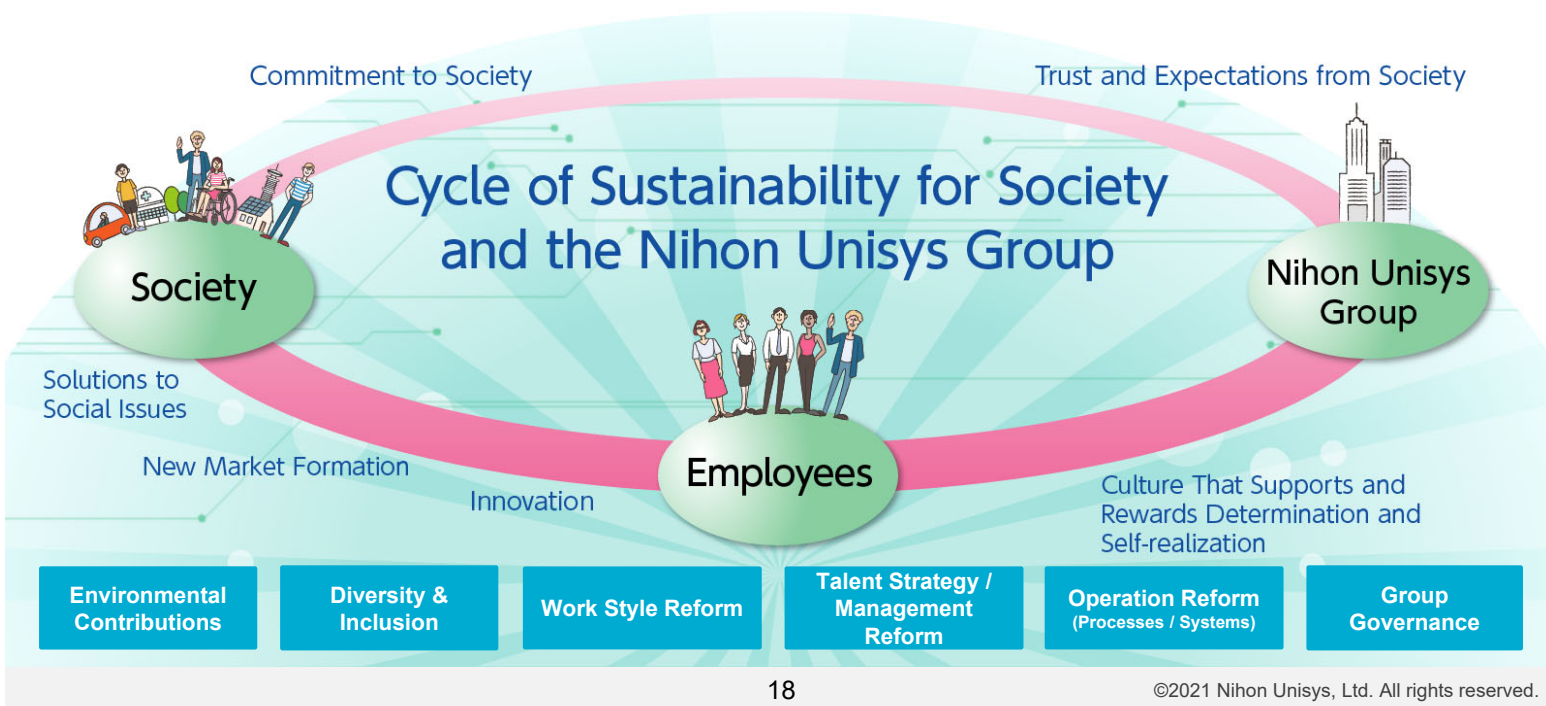 Commitment to Society
Trust and Expectations from Society
Cycle of Sustainability for Society
and the Nihon Unisys Group
Society
Nihon Unisys
Group
Solutions to
Social Issues
New Market Formation
Innovation
Employees
Culture That Supports and
Rewards Determination and
Self-realization
Environmental
Contributions
Diversity &
Inclusion
Work Style Reform
Talent Strategy /
Management
Reform
Operation Reform
(Processes / Systems)
Group
Governance
18
©2021 Nihon Unisys, Ltd. All rights reserved.